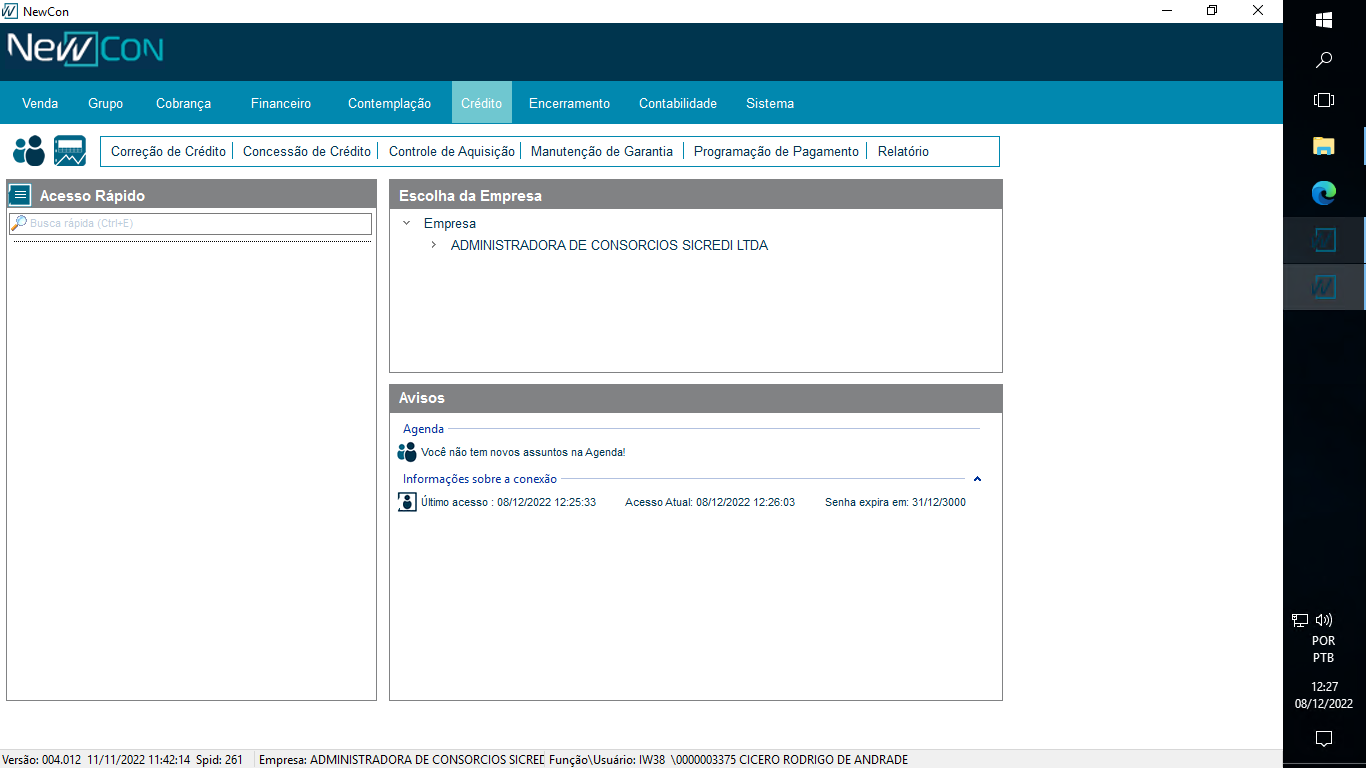 NewCon
NewCon
Venda Grupo Cobrança Financeiro Contemplação Crédito Encerramento Contabilidade Sistema
Correção de Crédito Concessão de Crédito Controle de Aquisição Manutenção de Garantia Programação de Pagamento Relatório
Acesso Rápido
Busca rápida (Ctrl+E)
Escolha da Empresa
Empresa
ADMINISTRADORA DE CONSORCIOS SICREDI LTDA
Avisos
Agenda
Você não tem novos assuntos na Agenda!
Informações sobre a conexão
Último acesso : 08/12/2022 12:25:33 Acesso Atual: 08/12/2022 12:26:03 Senha expira em: 31/12/3000
Versão: 004.012 11/11/2022 11:42:14 Spid: 261 Empresa: ADMINISTRADORA DE CONSORCIOS SICRED Função\Usuário: IW38 \0000003375 CICERO RODRIGO DE ANDRADE
POR
PTB
12:27
08/12/2022